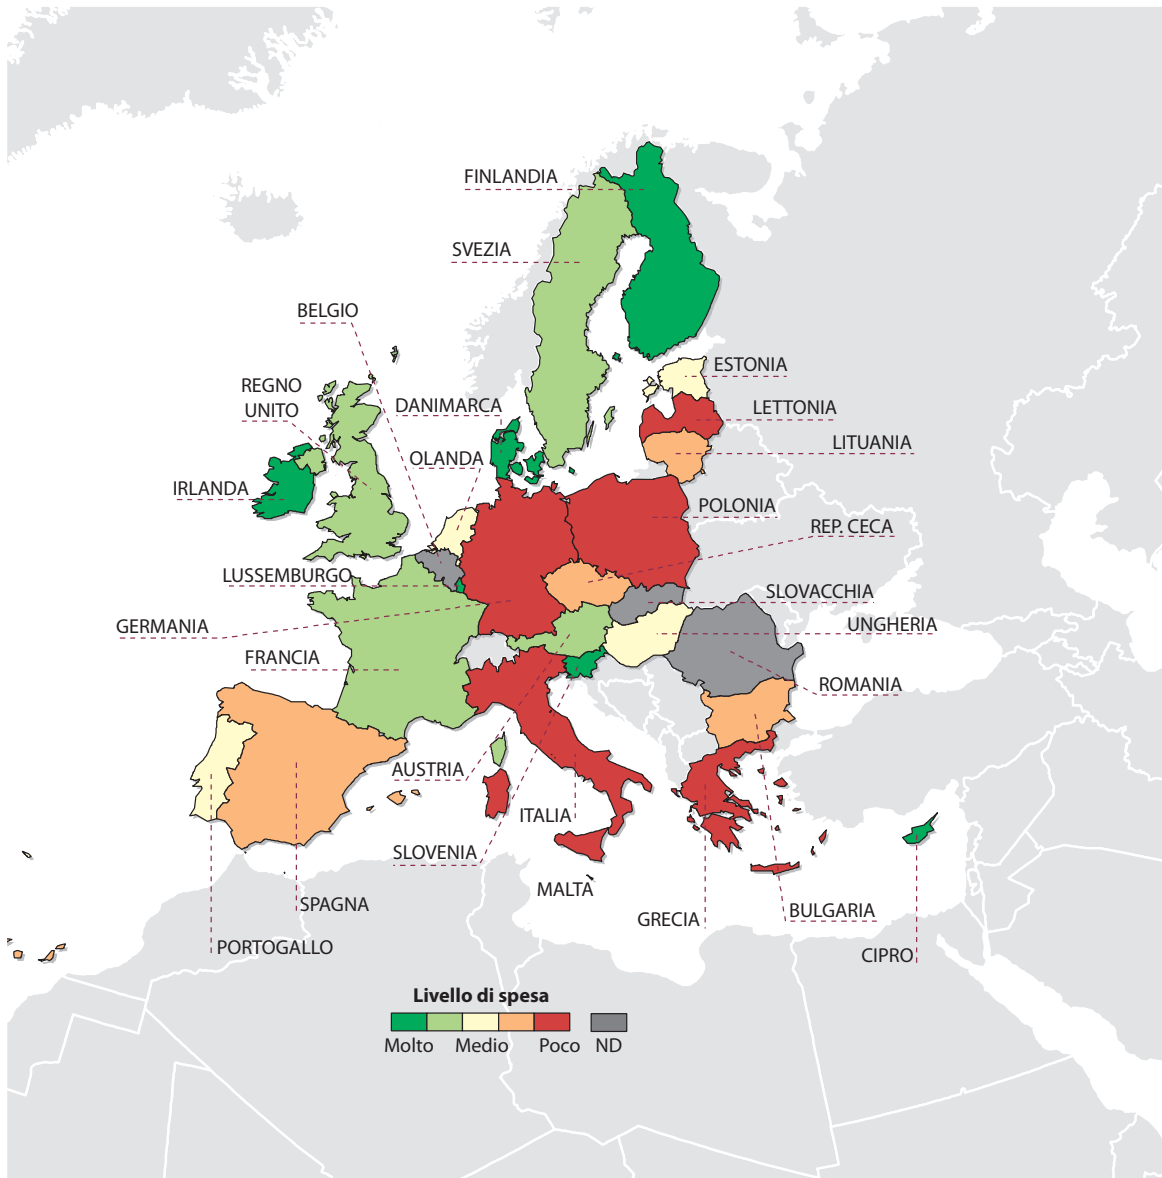 FINLANDIA
SVEZIA
BELGIO
ESTONIA
REGNO
UNITO
DANIMARCA
LETTONIA
LITUANIA
OLANDA
IRLANDA
POLONIA
REP. CECA
LUSSEMBURGO
SLOVACCHIA
GERMANIA
UNGHERIA
FRANCIA
ROMANIA
AUSTRIA
ITALIA
SLOVENIA
MALTA
SPAGNA
GRECIA
BULGARIA
PORTOGALLO
CIPRO
Livello di spesa
Molto Medio Poco ND